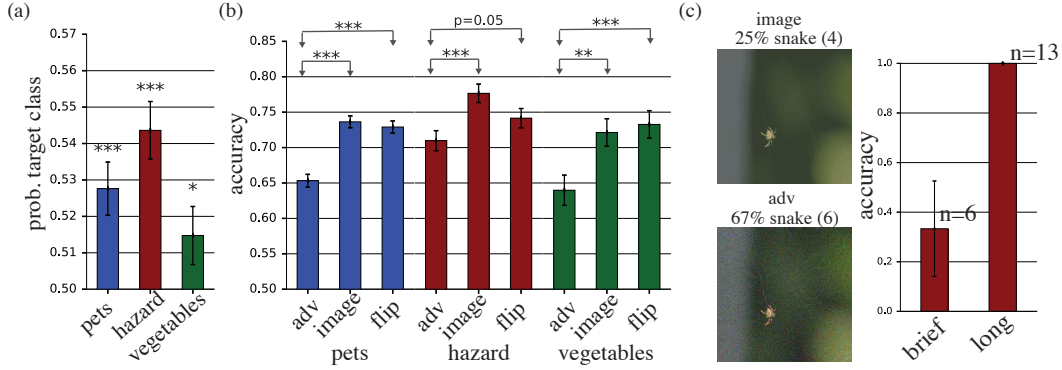 (a)
prob. target class
0.57
0.56
0.55
0.54
0.53
0.52
0.51
0.50
***
***
*
pets
hazard
vegetables
(b)
accuracy
0.85
0.80
0.75
0.70
0.65
0.60
0.55
0.50
***
***
p=0.05
***
***
**
adv
image
flip
adv
image
flip
adv
image
flip
pets
hazard
vegetables
(c)
image
25% snake (4)
adv
67% snake (6)
accuracy
1.0
0.8
0.6
0.4
0.2
0.0
n=6
n=13
brief
long